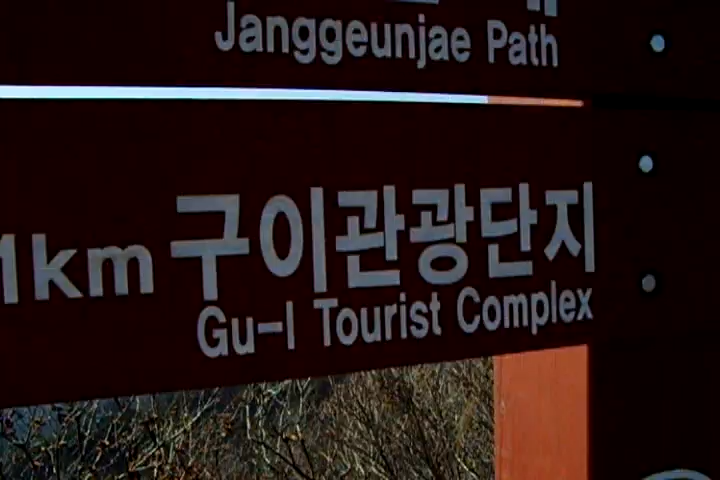 Janggeunjae Path
1km 구이관광단지
Gu-I Tourist Complex